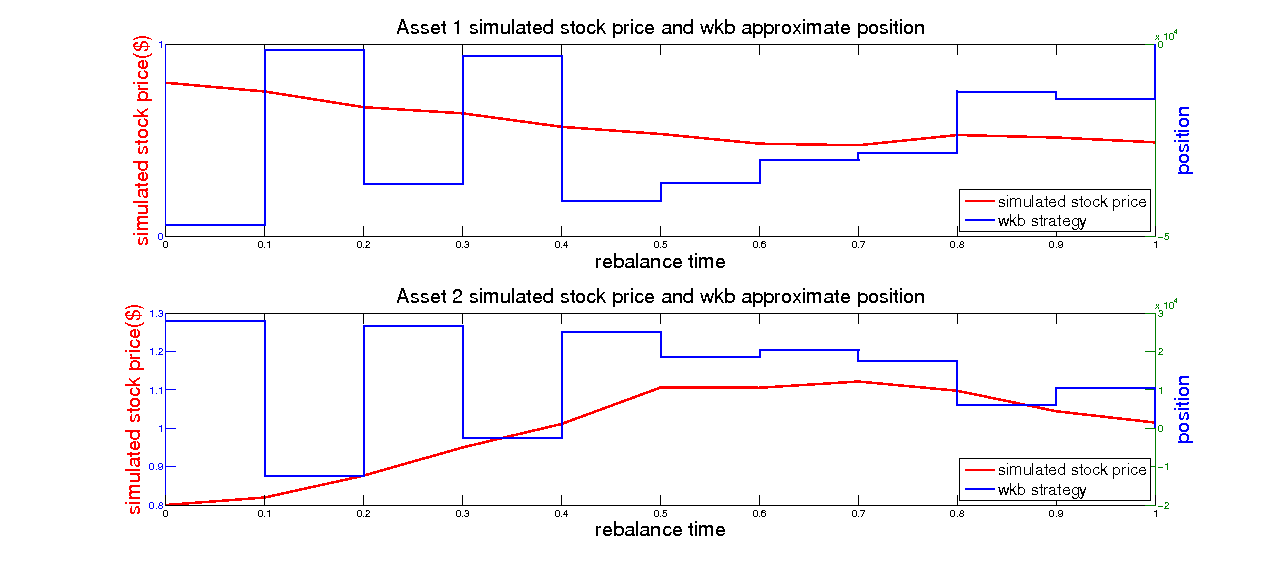 Asset 1 simulated stock price and wkb approximate position
x 10^4
simulated stock price($)
1
0
0
-5
position
simulated stock price
wkb strategy
0 0.1 0.2 0.3 0.4 0.5 0.6 0.7 0.8 0.9 1
rebalance time
Asset 2 simulated stock price and wkb approximate position
x 10^4
simulated stock price($)
1.3
1.2
1.1
1
0.9
0.8
3
2
1
0
-1
-2
position
simulated stock price
wkb strategy
0 0.1 0.2 0.3 0.4 0.5 0.6 0.7 0.8 0.9 1
rebalance time